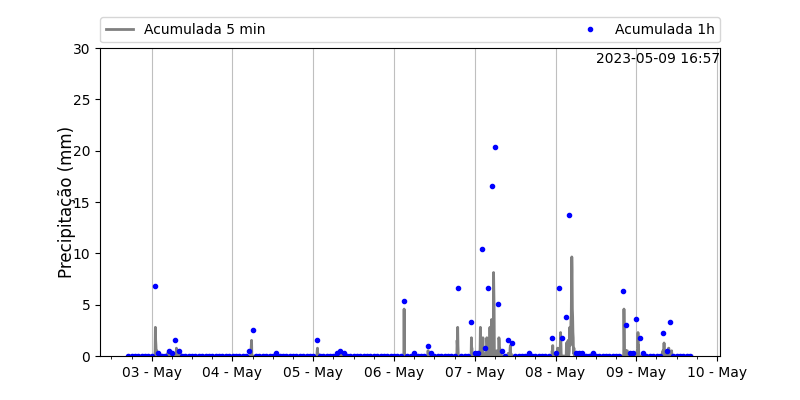 Acumulada 5 min
Acumulada 1h
2023-05-09 16:57
Precipitação (mm)
30
25
20
15
10
5
0
03 - May
04 - May
05 - May
06 - May
07 - May
08 - May
09 - May
10 - May